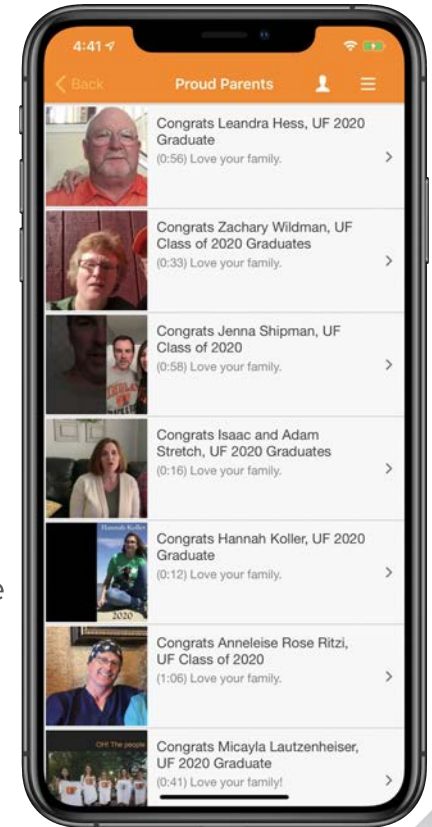 4:41
Back
Proud Parents
Congrats Leandra Hess, UF 2020
Graduate
(0:56) Love your family.
Congrats Zachary Wildman, UF
Class of 2020 Graduates
(0:33) Love your family.
Congrats Jenna Shipman, UF
Class of 2020
(0:58) Love your family.
Congrats Isaac and Adam
Stretch, UF 2020 Graduates
(0:16) Love your family.
Hannah Koller
2020
Congrats Hannah Koller, UF 2020
Graduate
(0:12) Love your family.
e
Congrats Anneleise Rose Ritzi,
UF Class of 2020
(1:06) Love your family.
OH! The people
Congrats Micayla Lautzenheiser,
UF 2020 Graduate
(0:41) Love your family!